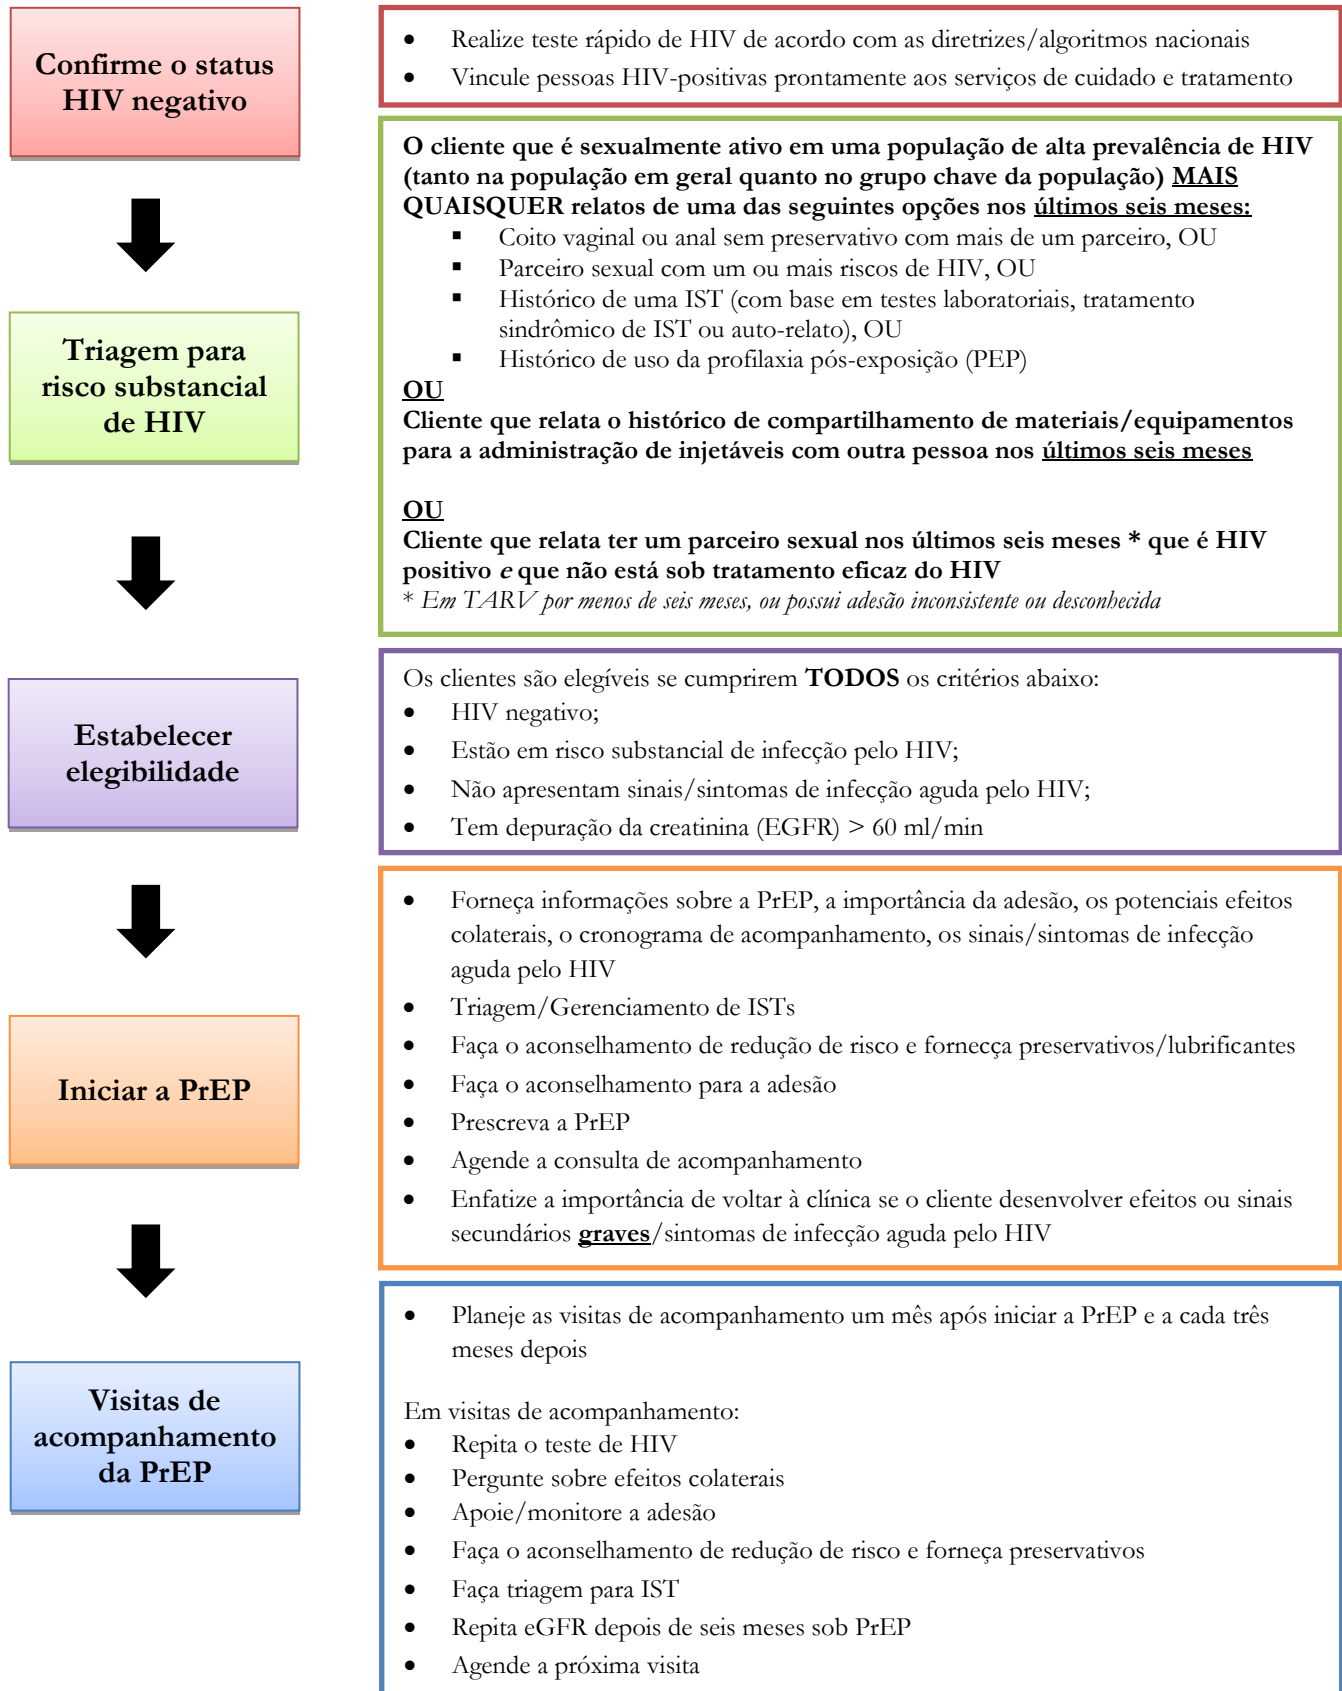 Confirme o status
HIV negativo
• Realize teste rápido de HIV de acordo com as diretrizes/algoritmos nacionais
• Vincule pessoas HIV-positivas prontamente aos serviços de cuidado e tratamento
Triagem para
risco substancial
de HIV
O cliente que é sexualmente ativo em uma população de alta prevalência de HIV
(tanto na população em geral quanto no grupo chave da população) MAIS
QUAISQUER relatos de uma das seguintes opções nos últimos seis meses:
▪ Coito vaginal ou anal sem preservativo com mais de um parceiro, OU
▪ Parceiro sexual com um ou mais riscos de HIV, OU
▪ Histórico de uma IST (com base em testes laboratoriais, tratamento
sindrômico de IST ou auto-relato), OU
▪ Histórico de uso da profilaxia pós-exposição (PEP)
OU
Cliente que relata o histórico de compartilhamento de materiais/equipamentos
para a administração de injetáveis com outra pessoa nos últimos seis meses
OU
Cliente que relata ter um parceiro sexual nos últimos seis meses * que é HIV
positivo e que não está sob tratamento eficaz do HIV
* Em TARV por menos de seis meses, ou possui adesão inconsistente ou desconhecida
Estabelecer
elegibilidade
Os clientes são elegíveis se cumprirem TODOS os critérios abaixo:
• HIV negativo;
• Estão em risco substancial de infecção pelo HIV;
• Não apresentam sinais/sintomas de infecção aguda pelo HIV;
• Tem depuração da creatinina (EGFR) > 60 ml/min
Iniciar a PrEP
• Forneça informações sobre a PrEP, a importância da adesão, os potenciais efeitos
colaterais, o cronograma de acompanhamento, os sinais/sintomas de infecção
aguda pelo HIV
• Triagem/Gerenciamento de ISTs
• Faça o aconselhamento de redução de risco e fornecça preservativos/lubrificantes
• Faça o aconselhamento para a adesão
• Prescreva a PrEP
• Agende a consulta de acompanhamento
• Enfatize a importância de voltar à clínica se o cliente desenvolver efeitos ou sinais
secundários graves/sintomas de infecção aguda pelo HIV
Visitas de
acompanhamento
da PrEP
• Planeje as visitas de acompanhamento um mês após iniciar a PrEP e a cada três
meses depois
Em visitas de acompanhamento:
• Repita o teste de HIV
• Pergunte sobre efeitos colaterais
• Apoie/monitore a adesão
• Faça o aconselhamento de redução de risco e forneça preservativos
• Faça triagem para IST
• Repita eGFR depois de seis meses sob PrEP
• Agende a próxima visita